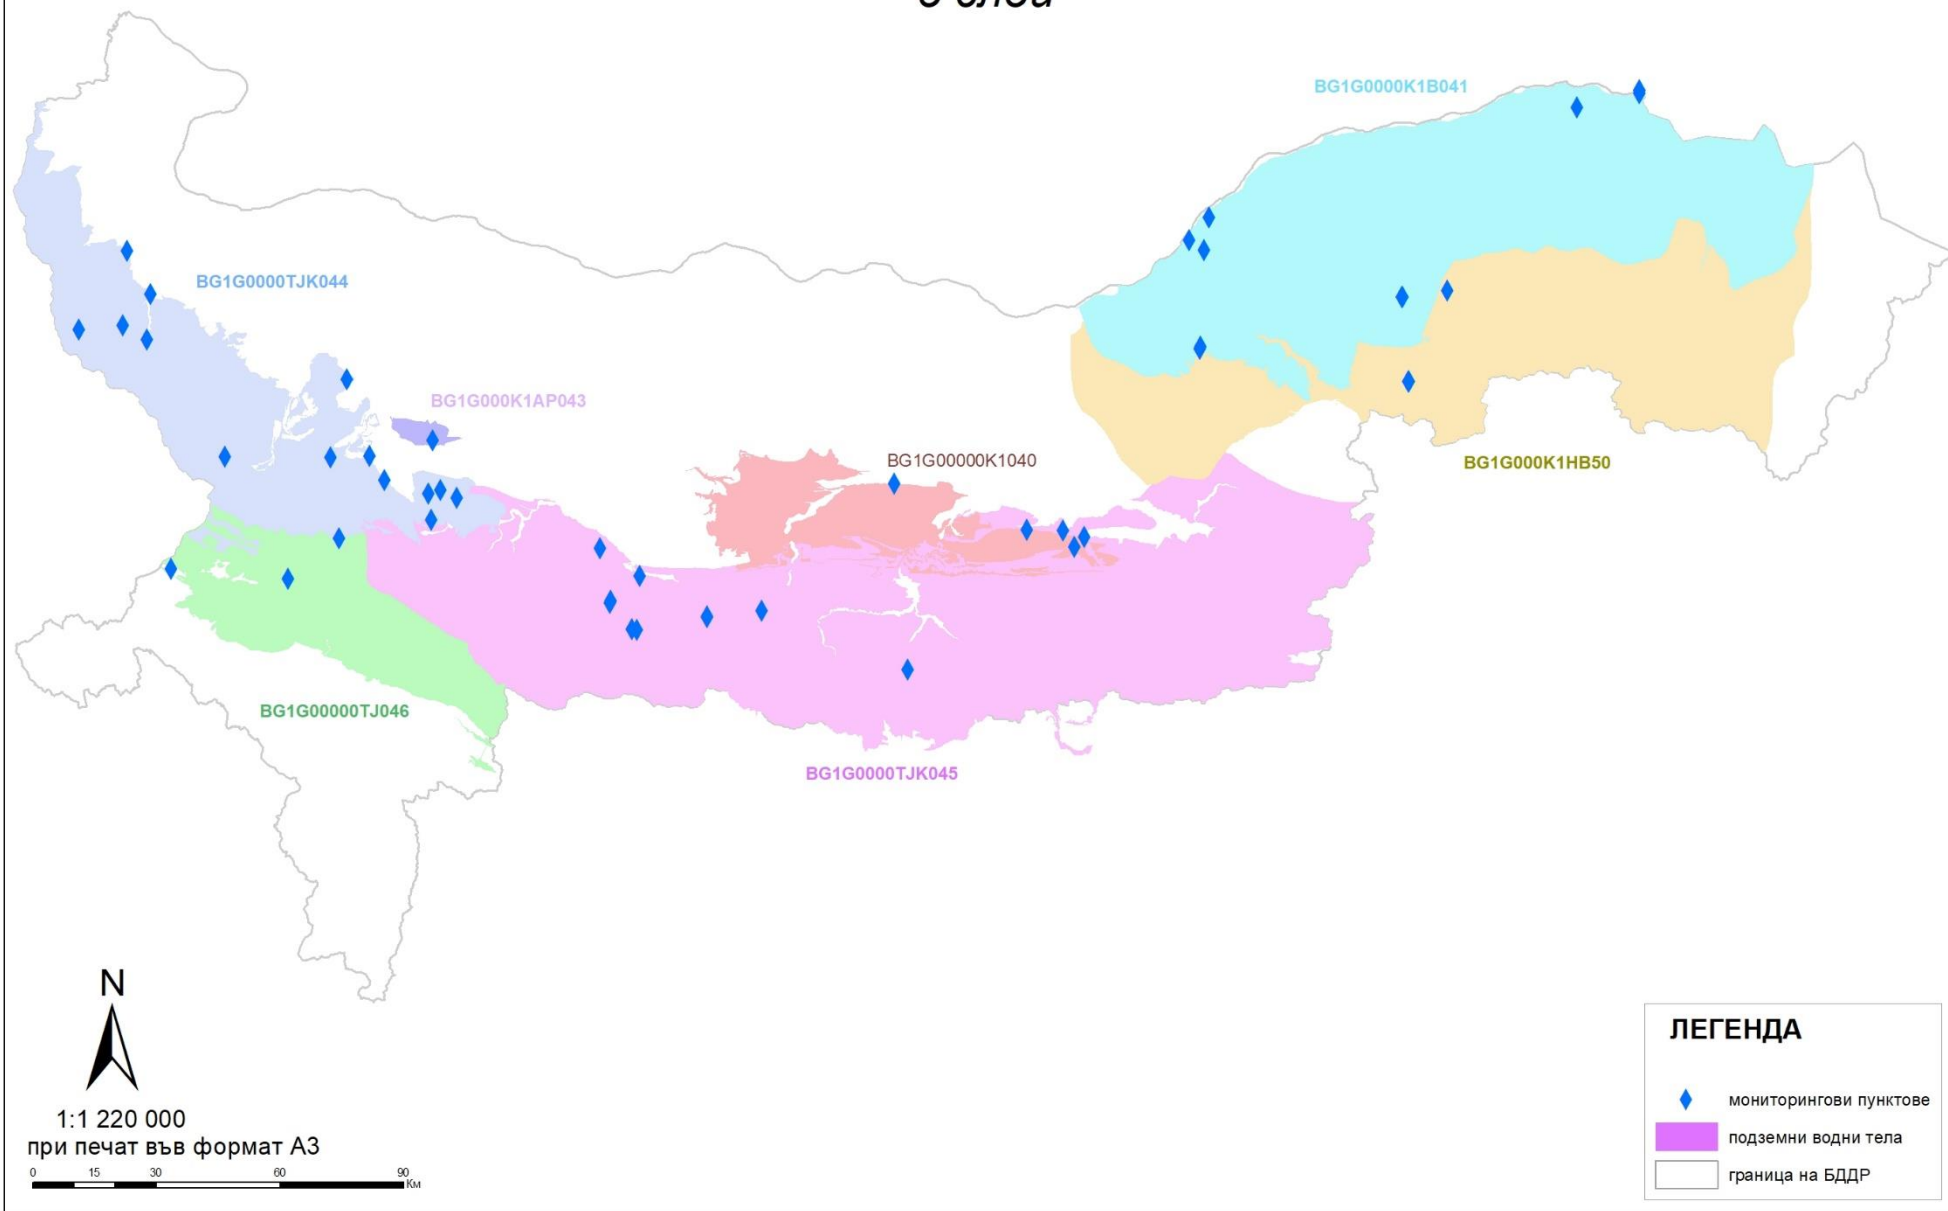 BG1G0000K1B041
BG1G0000TJK044
BG1G000K1AP043
BG1G00000K1040
BG1G000K1HB50
BG1G00000TJ046
BG1G0000TJK045
N
1:1 220 000
при печат във формат А3
0 15 30 60 90
Км
ЛЕГЕНДА
мониторингови пунктове
подземни водни тела
граница на БДДР